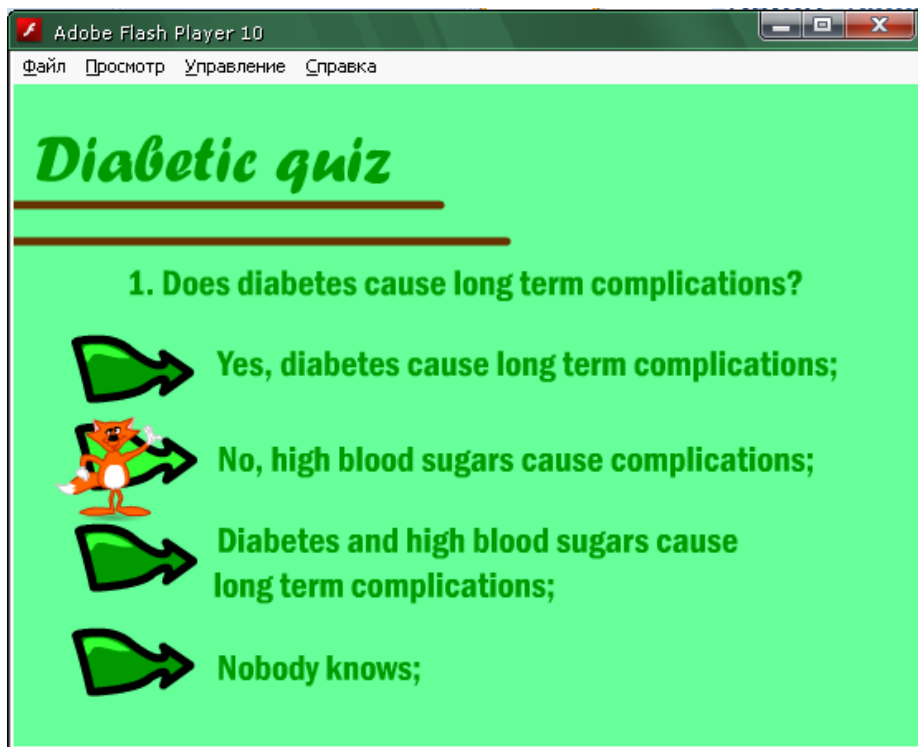 Adobe Flash Player 10
Файл Просмотр Управление Справка
Diabetic quiz
1. Does diabetes cause long term complications?
Yes, diabetes cause long term complications;
No, high blood sugars cause complications;
Diabetes and high blood sugars cause
long term complications;
Nobody knows;